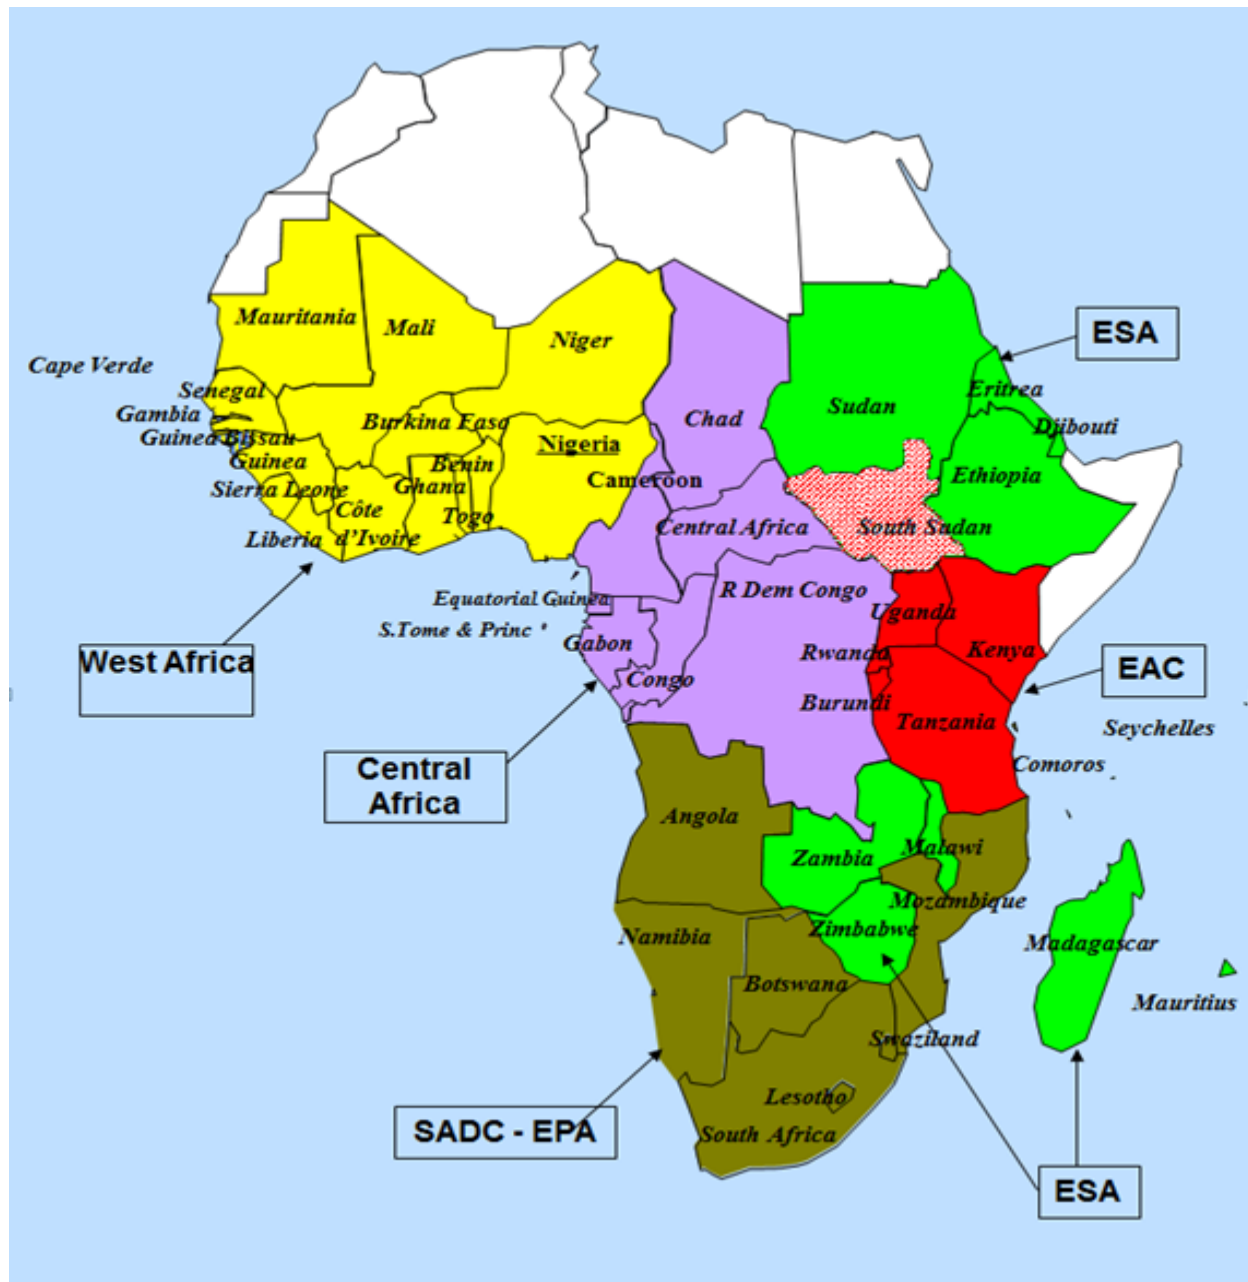 ESA
Mauritania
Mali
Niger
Cape Verde
Senegal
Eritrea
Chad
Sudan
Gambia
Burkina Faso
Djibouti
Guinea Bissau
Nigeria
Guinea
Benin
Ethiopia
Cameroon
Sierra Leone
Ghana
Côte
d’Ivoire
Togo
Central Africa
South Sudan
Liberia
R Dem Congo
Equatorial Guinea
Uganda
S.Tome & Princ
Gabon
Rwanda
Kenya
West Africa
EAC
Congo
Burundi
Tanzania
Seychelles
Comoros
Central
Africa
Angola
Zambia
Malawi
Mozambique
Namibia
Zimbabwe
Madagascar
Botswana
Mauritius
Swaziland
Lesotho
SADC - EPA
South Africa
ESA